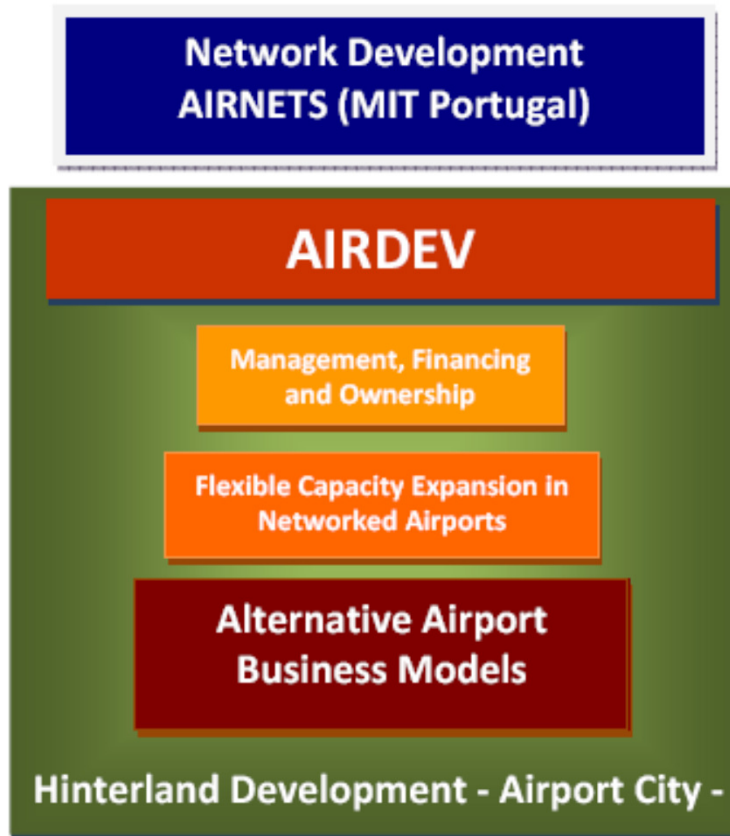 Network Development
AIRNETS (MIT Portugal)
AIRDEV
Management, Financing
and Ownership
Flexible Capacity Expansion in
Networked Airports
Alternative Airport
Business Models
Hinterland Development - Airport City -